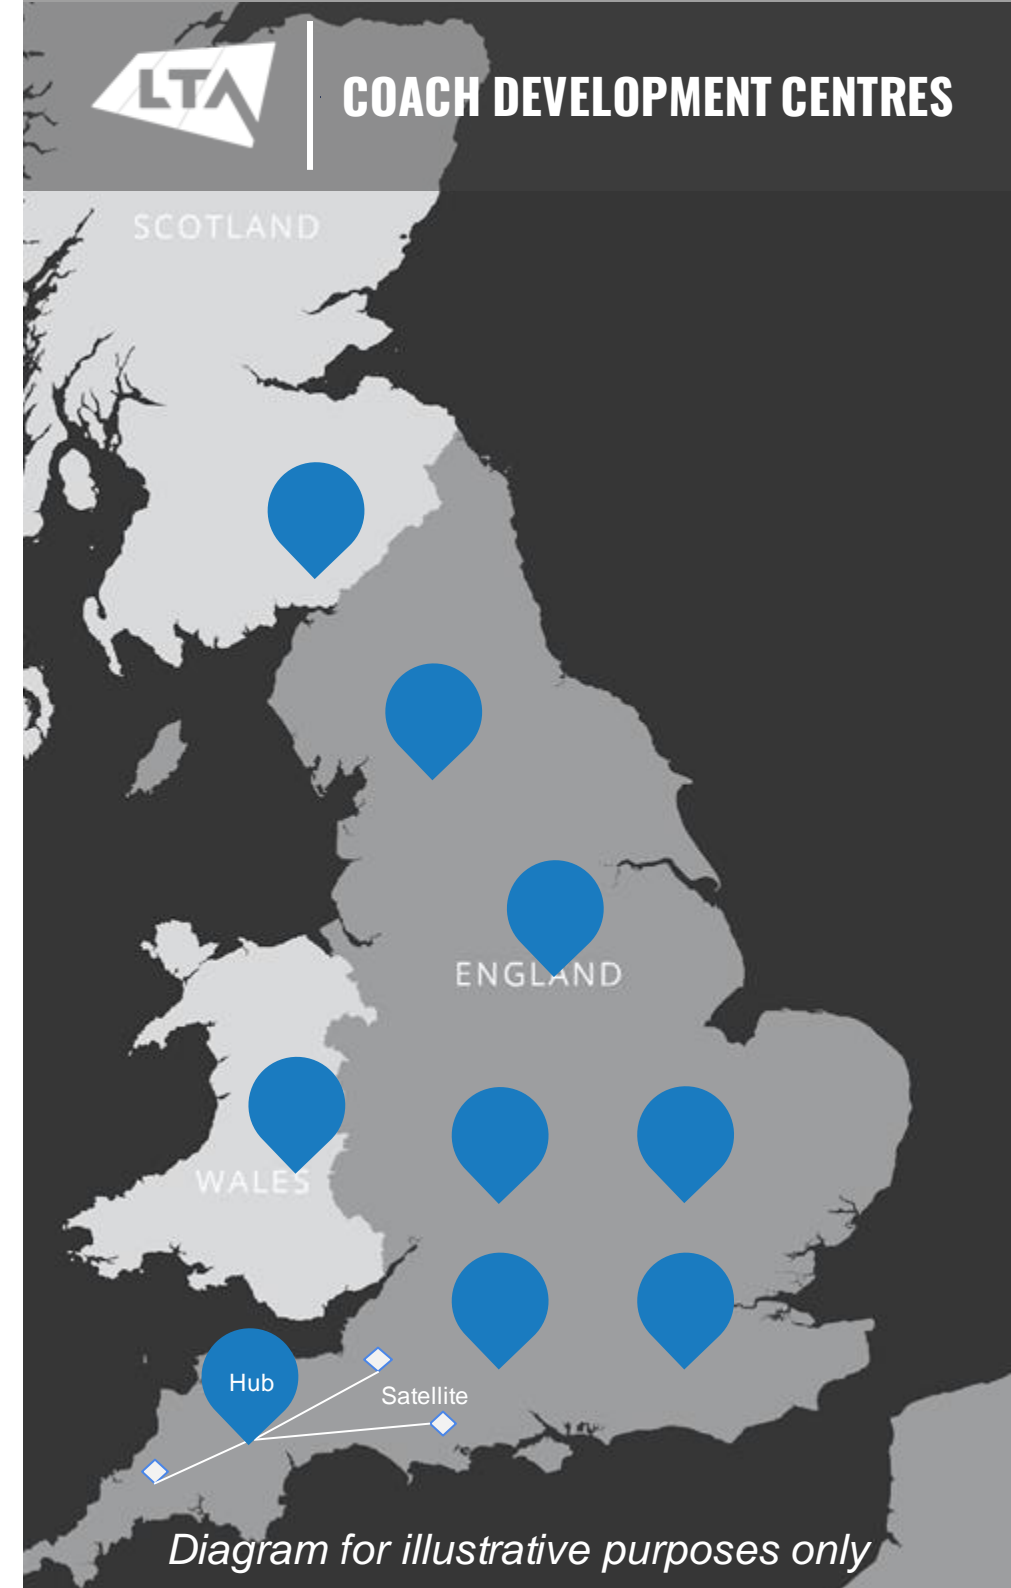 LTA
COACH DEVELOPMENT CENTRES
SCOTLAND
ENGLAND
WALES
Hub
Satellite
Diagram for illustrative purposes only